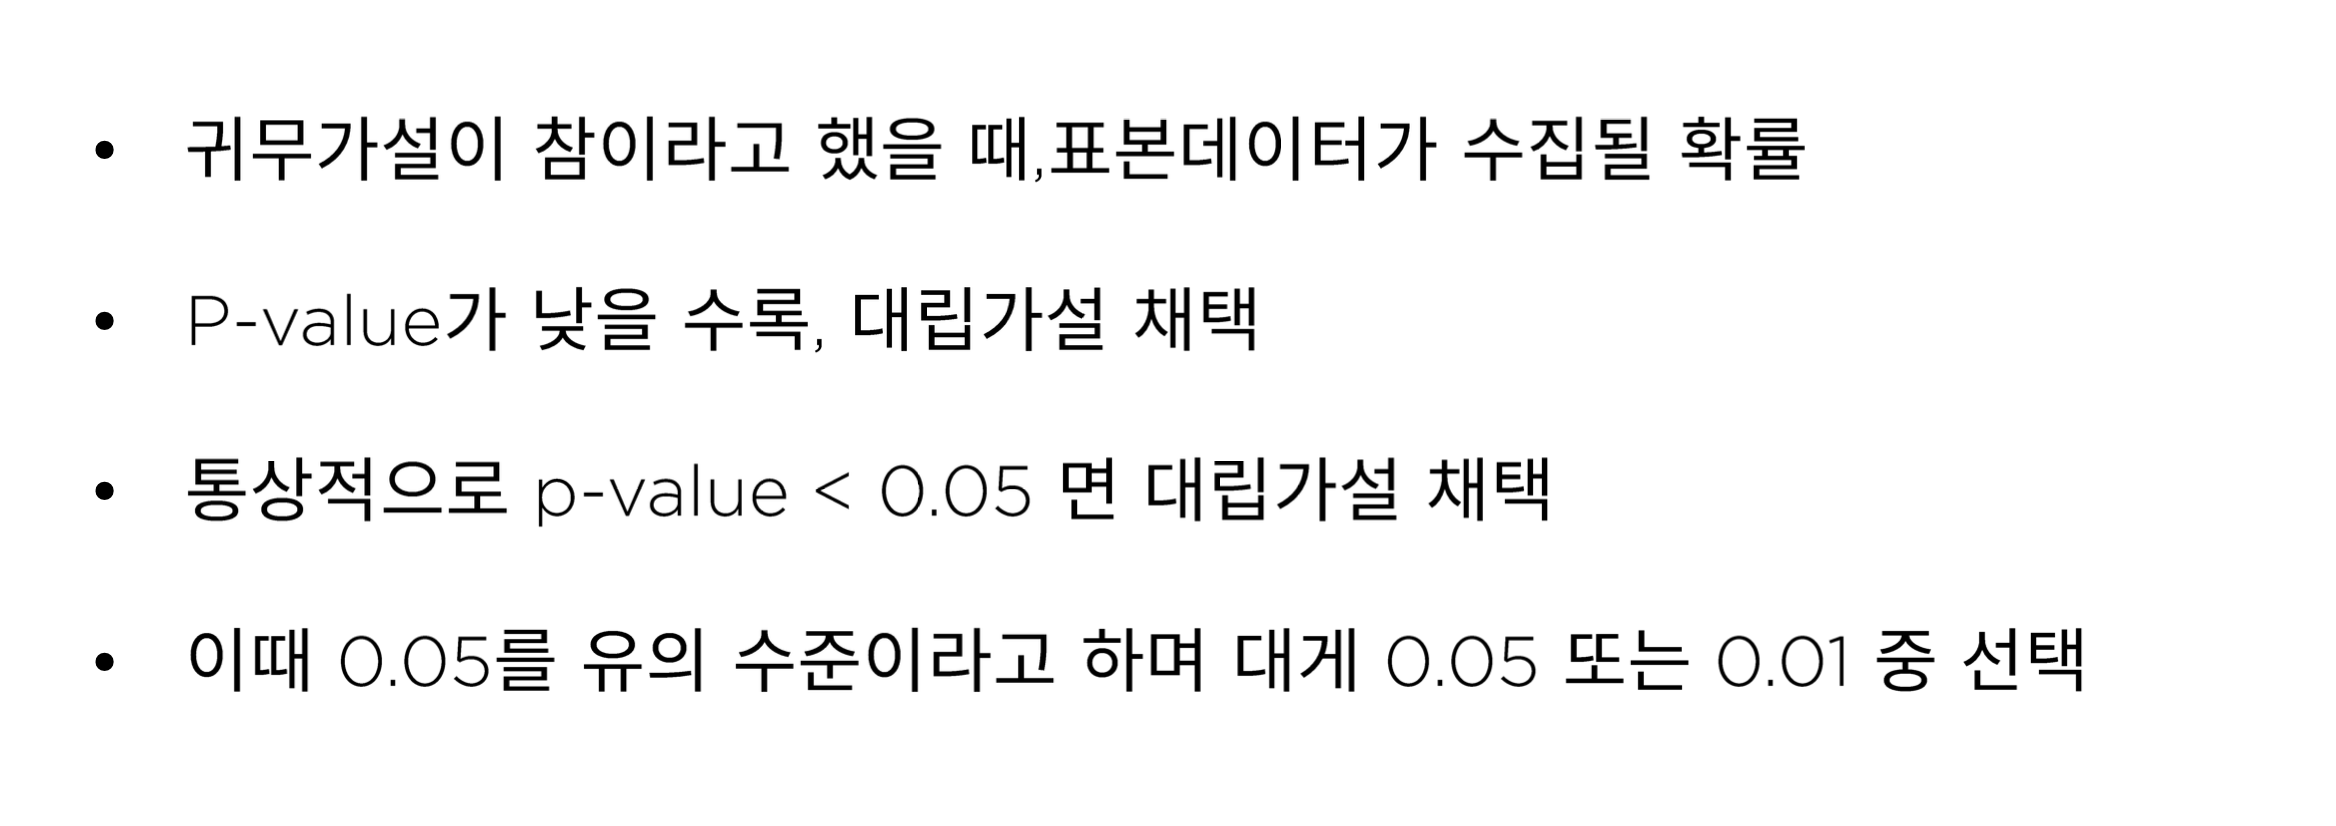 • 귀무가설이 참이라고 했을 때,표본데이터가 수집될 확률
• P-value가 낮을 수록, 대립가설 채택
• 통상적으로 p-value < 0.05 면 대립가설 채택
• 이때 0.05를 유의 수준이라고 하며 대게 0.05 또는 0.01 중 선택